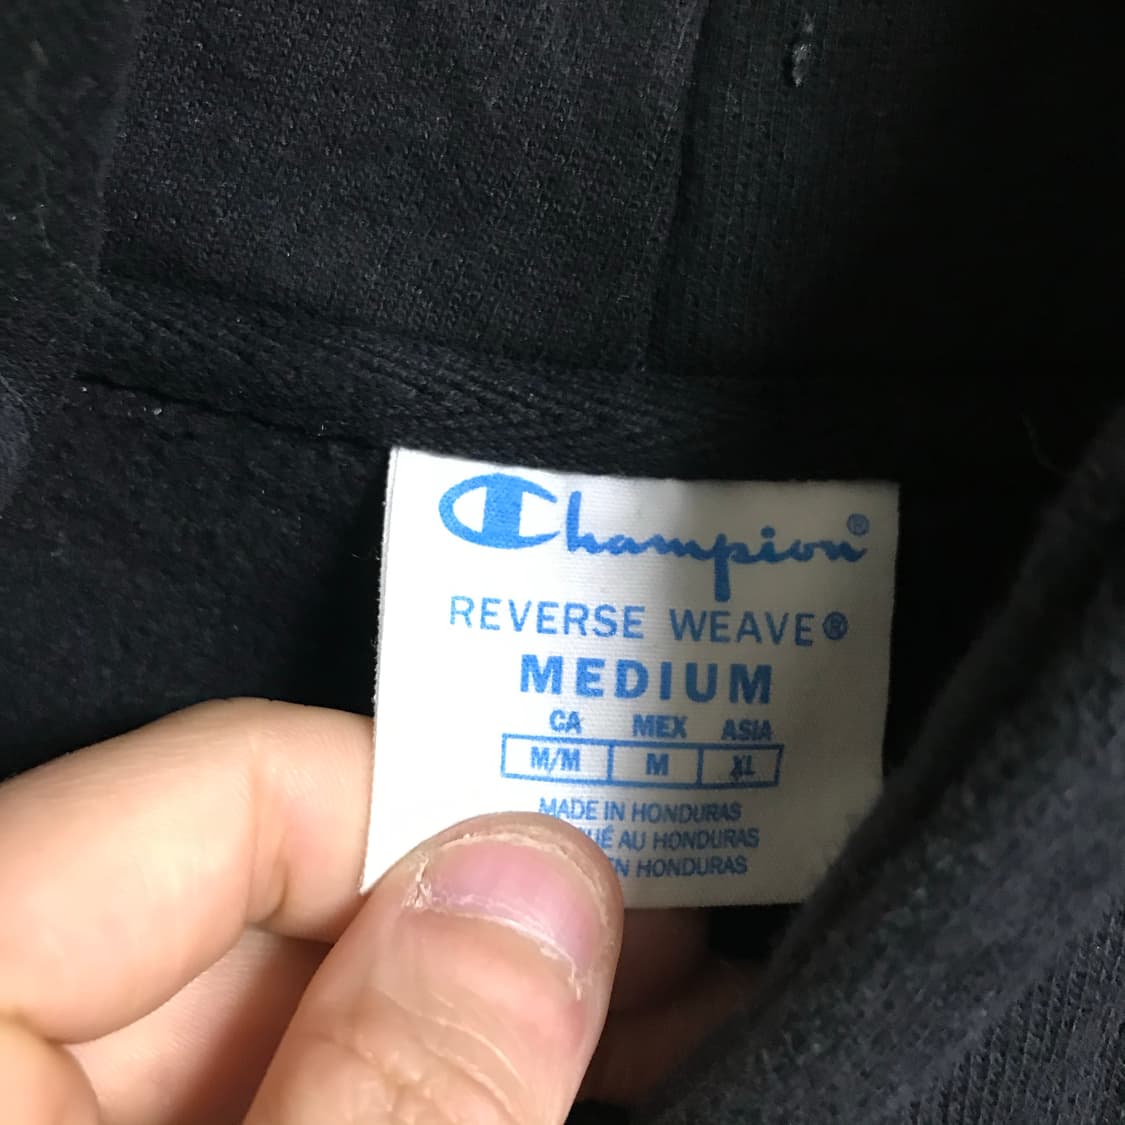 Champion®
REVERSE WEAVE®
MEDIUM
CA MEX ASIA
M/M M XL
MADE IN HONDURAS
AU HONDURAS
HONDURAS